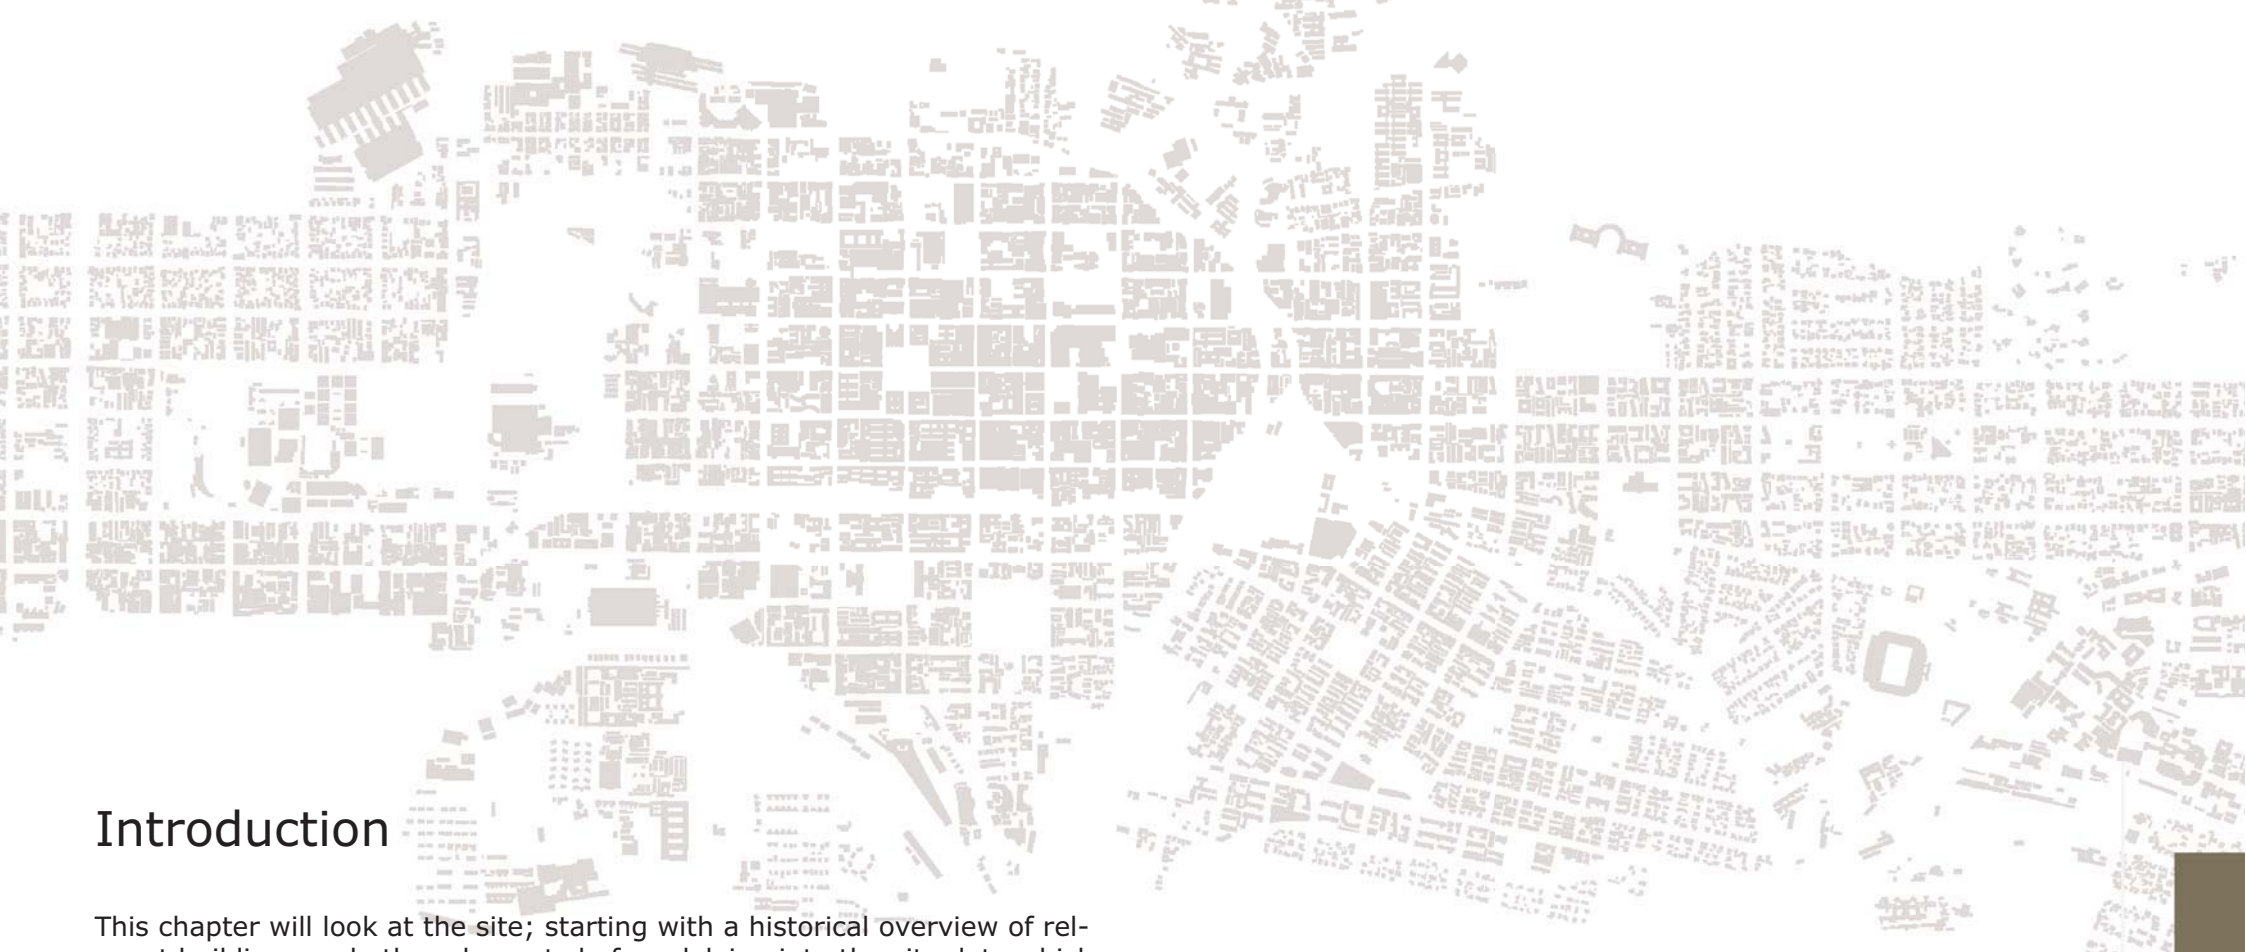 Introduction
This chapter will look at the site; starting with a historical overview of rel-